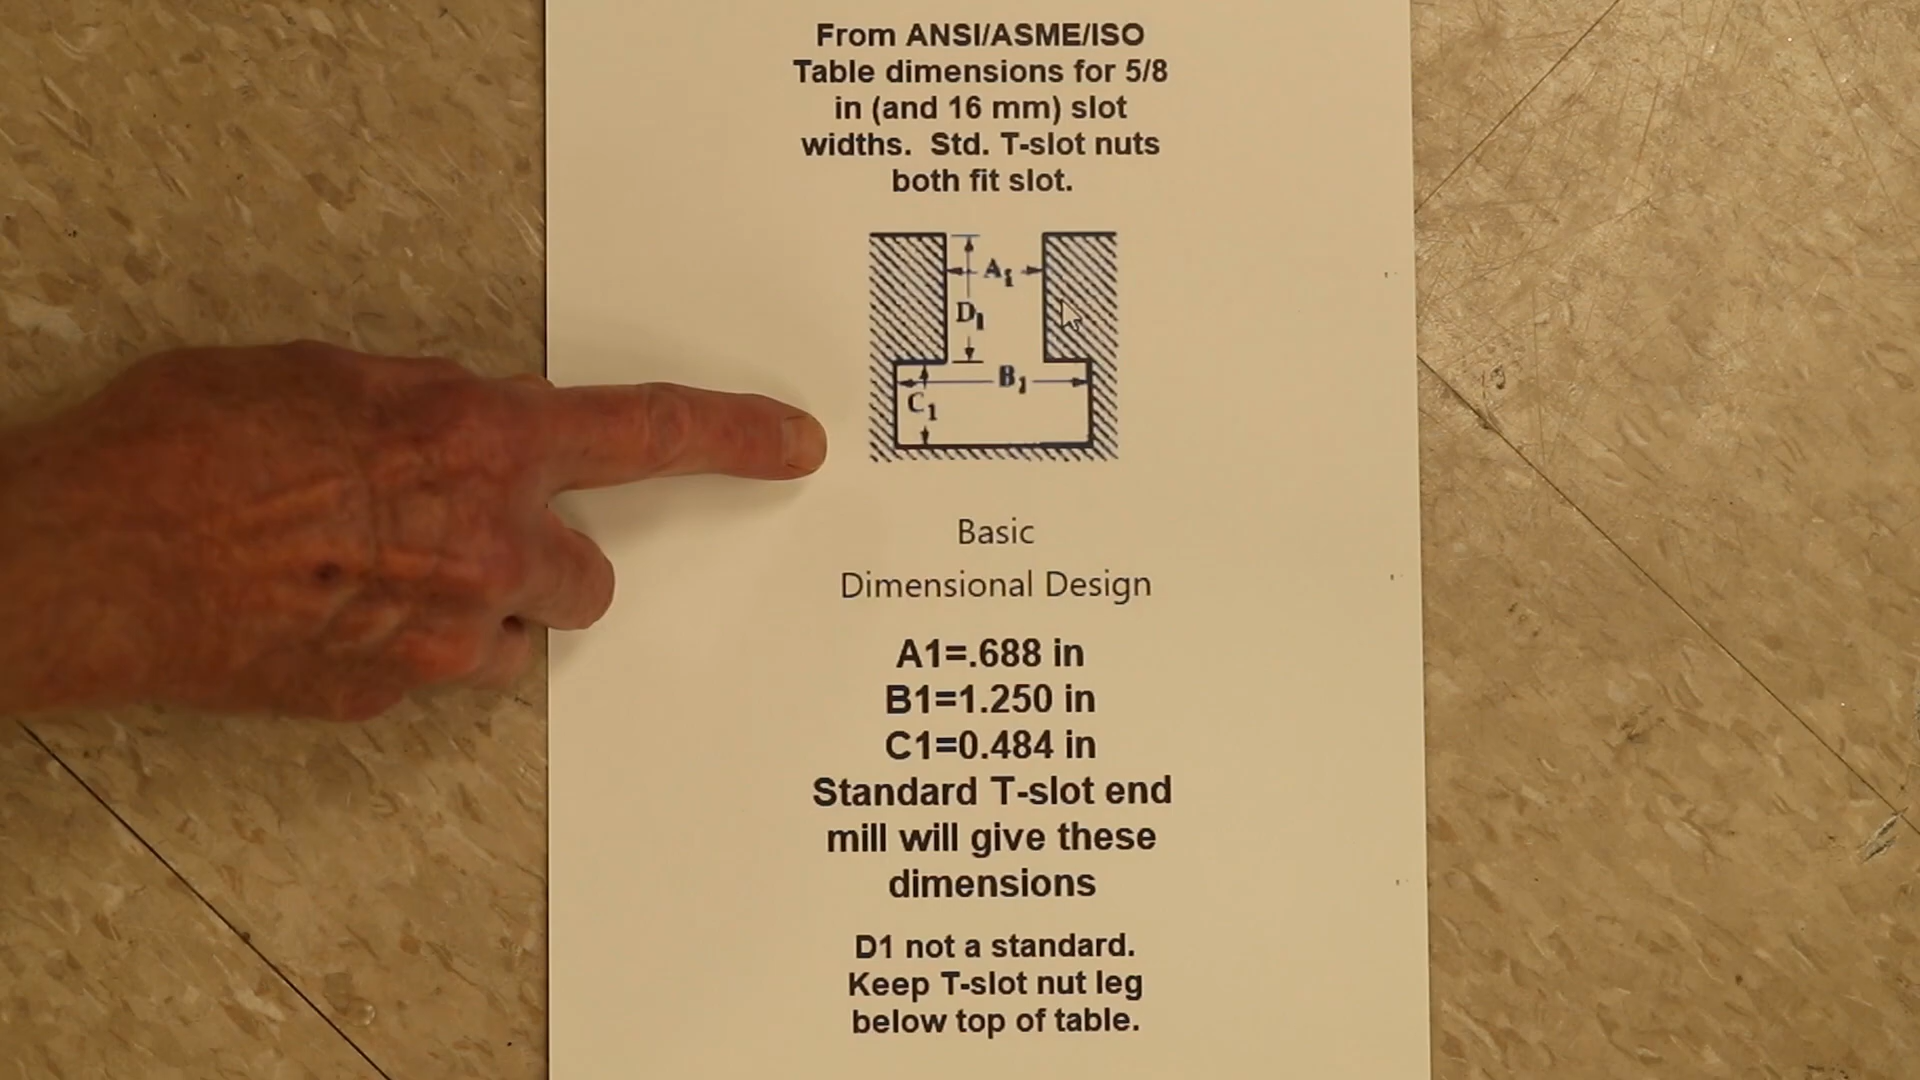 From ANSI/ASME/ISO
Table dimensions for 5/8
in (and 16 mm) slot
widths. Std. T-slot nuts
both fit slot.
A1
D1
B1
C1
Basic
Dimensional Design
A1=.688 in
B1=1.250 in
C1=0.484 in
Standard T-slot end
mill will give these
dimensions
D1 not a standard.
Keep T-slot nut leg
below top of table.